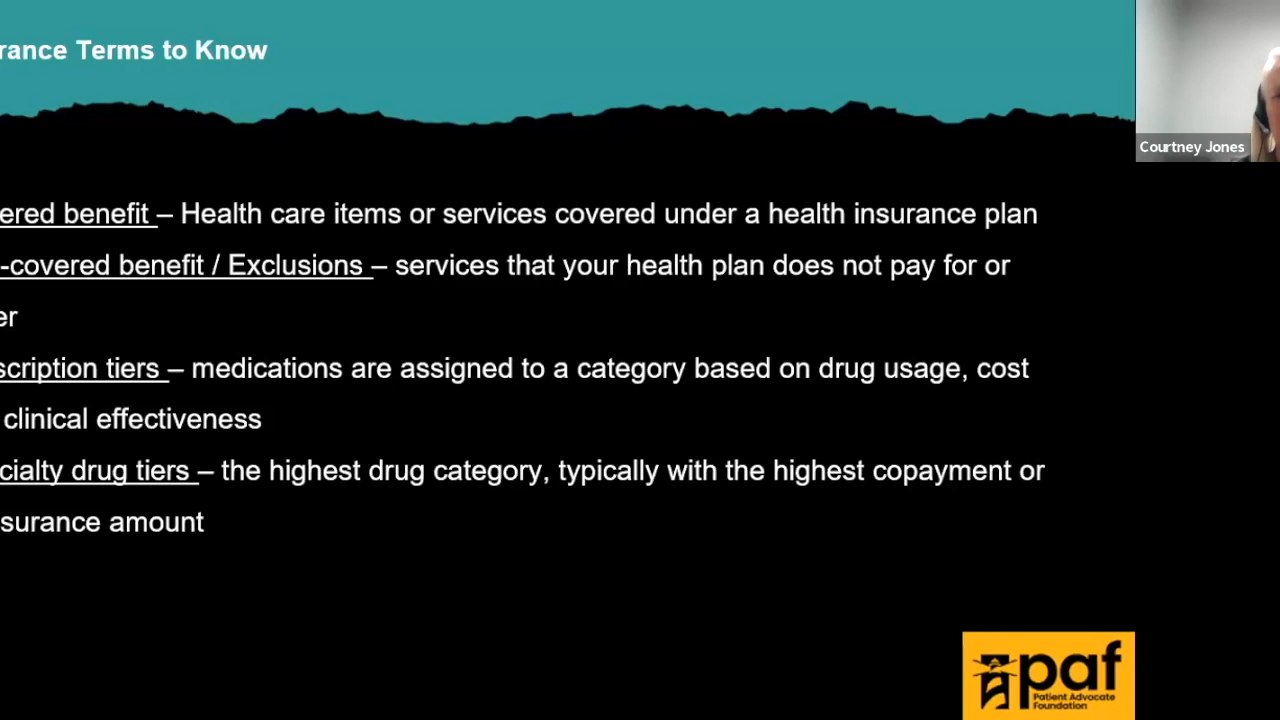 rance Terms to Know
Courtney Jones
ered benefit – Health care items or services covered under a health insurance plan
-covered benefit / Exclusions – services that your health plan does not pay for or
er
scription tiers – medications are assigned to a category based on drug usage, cost
clinical effectiveness
cialty drug tiers – the highest drug category, typically with the highest copayment or
surance amount
paf
Patient Advocate
Foundation